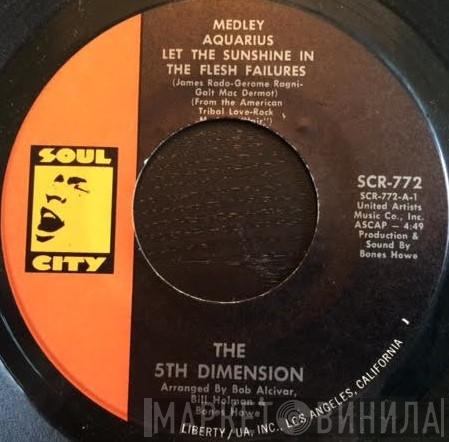 MEDLEY
AQUARIUS
LET THE SUNSHINE IN
THE FLESH FAILURES
(James Rado-Gerome Ragni-
Galt Mac Dermot)
(From the American
Tribal Love-Rock
"Hair")
SOUL
CITY
SCR-772
SCR-772-A-1
United Artists
Music Co., Inc.
ASCAP — 4:49
Production &
Sound By
Bones Howe
THE
5TH DIMENSION
Arranged By Bob Alcivar,
Bill Holman &
Bones Howe
LIBERTY/UA, INC., LOS ANGELES, CALIFORNIA
МАРКЕТ ВИНИЛА